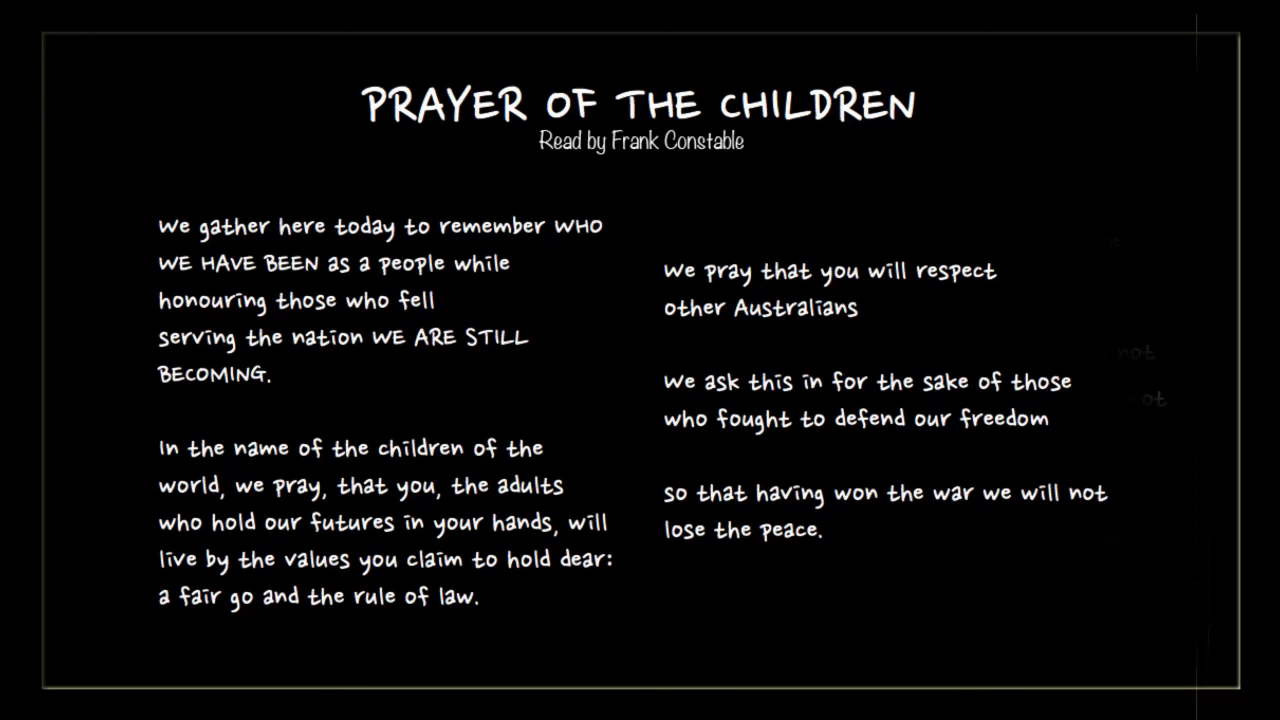 PRAYER OF THE CHILDREN
Read by Frank Constable
We gather here today to remember WHO
WE HAVE BEEN as a people while
honouring those who fell
serving the nation WE ARE STILL
BECOMING.
In the name of the children of the
world, we pray, that you, the adults
who hold our futures in your hands, will
live by the values you claim to hold dear:
a fair go and the rule of law.
We pray that you will respect
other Australians
We ask this in for the sake of those
who fought to defend our freedom
so that having won the war we will not
lose the peace.
not